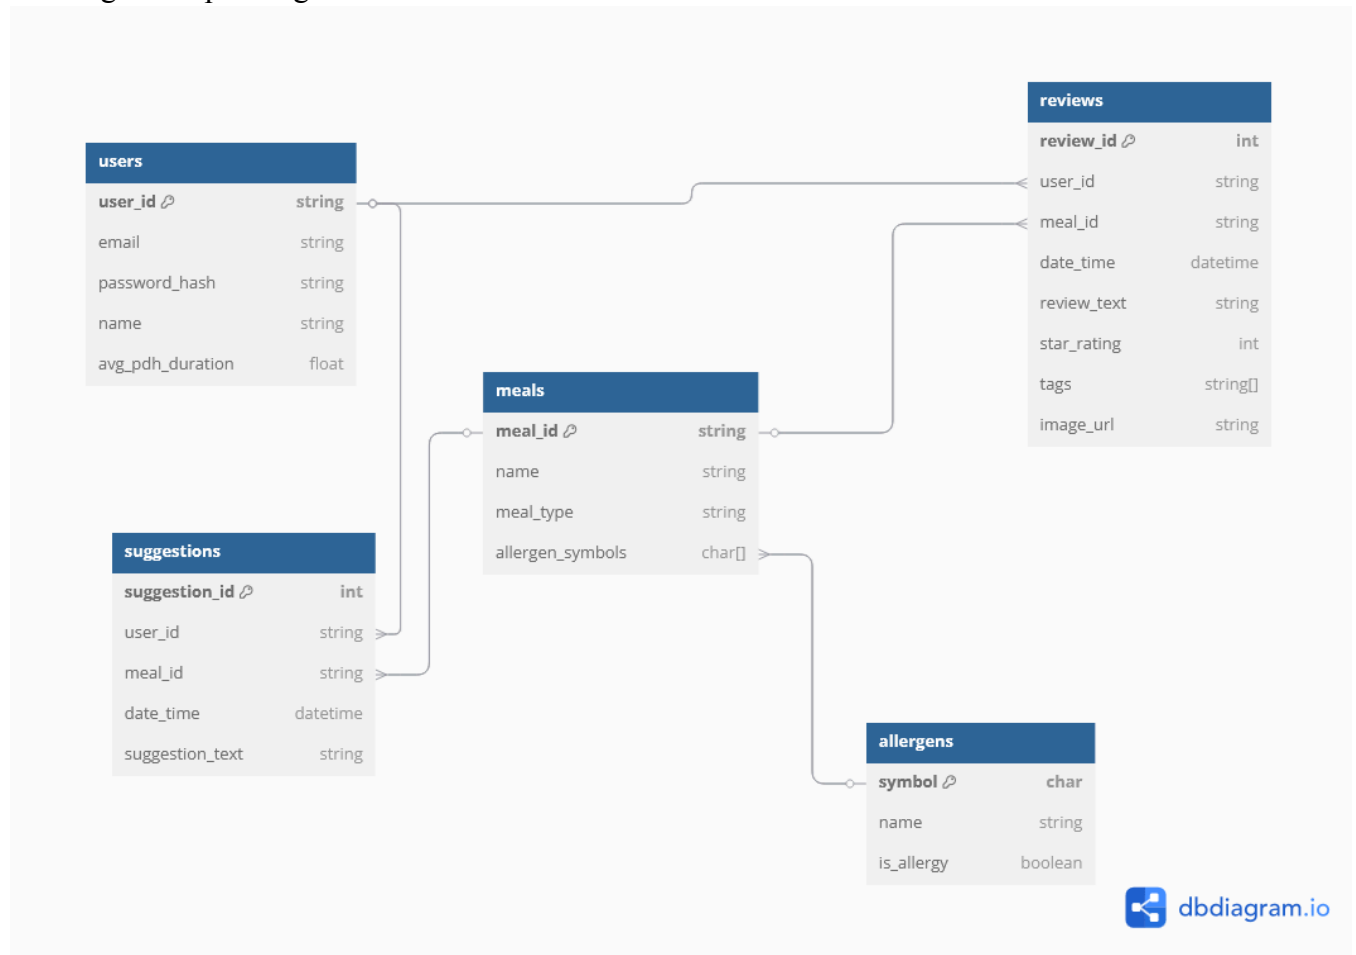 users
user_id string
email string
password_hash string
name string
avg_pdh_duration float
reviews
review_id int
user_id string
meal_id string
date_time datetime
review_text string
star_rating int
tags string[]
image_url string
meals
meal_id string
name string
meal_type string
allergen_symbols char[]
suggestions
suggestion_id int
user_id string
meal_id string
date_time datetime
suggestion_text string
allergens
symbol char
name string
is_allergy boolean
dbdiagram.io